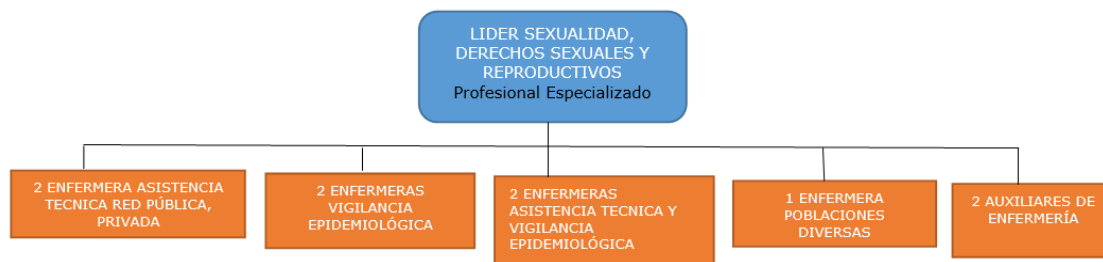 LIDER SEXUALIDAD,
DERECHOS SEXUALES Y
REPRODUCTIVOS
Profesional Especializado
2 ENFERMERA ASISTENCIA
TECNICA RED PÚBLICA,
PRIVADA
2 ENFERMERAS
VIGILANCIA
EPIDEMIOLÓGICA
2 ENFERMERAS
ASISTENCIA TECNICA Y
VIGILANCIA
EPIDEMIOLÓGICA
1 ENFERMERA
POBLACIONES
DIVERSAS
2 AUXILIARES DE
ENFERMERÍA